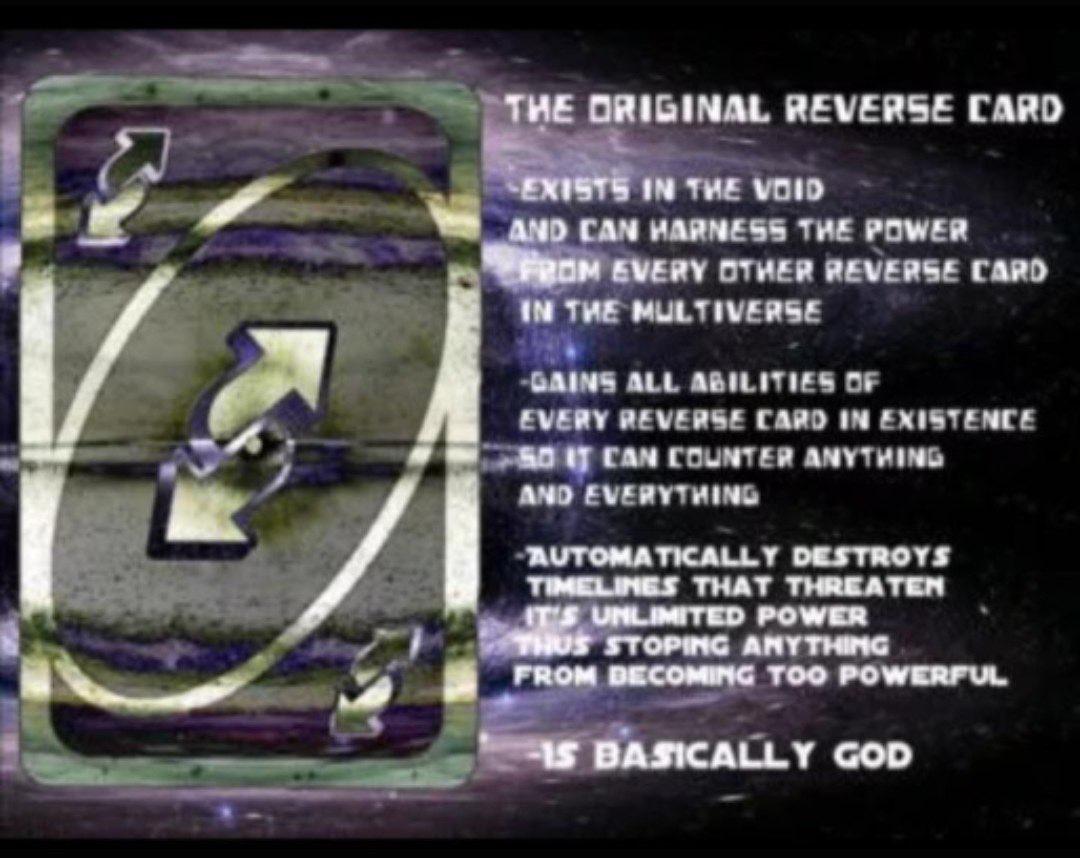 THE ORIGINAL REVERSE CARD
-EXISTS IN THE VOID
AND CAN HARNESS THE POWER
FROM EVERY OTHER REVERSE CARD
IN THE MULTIVERSE
-GAINS ALL ABILITIES OF
EVERY REVERSE CARD IN EXISTENCE
SO IT CAN COUNTER ANYTHING
AND EVERYTHING
-AUTOMATICALLY DESTROYS
TIMELINES THAT THREATEN
IT'S UNLIMITED POWER
THUS STOPING ANYTHING
FROM BECOMING TOO POWERFUL
-IS BASICALLY GOD